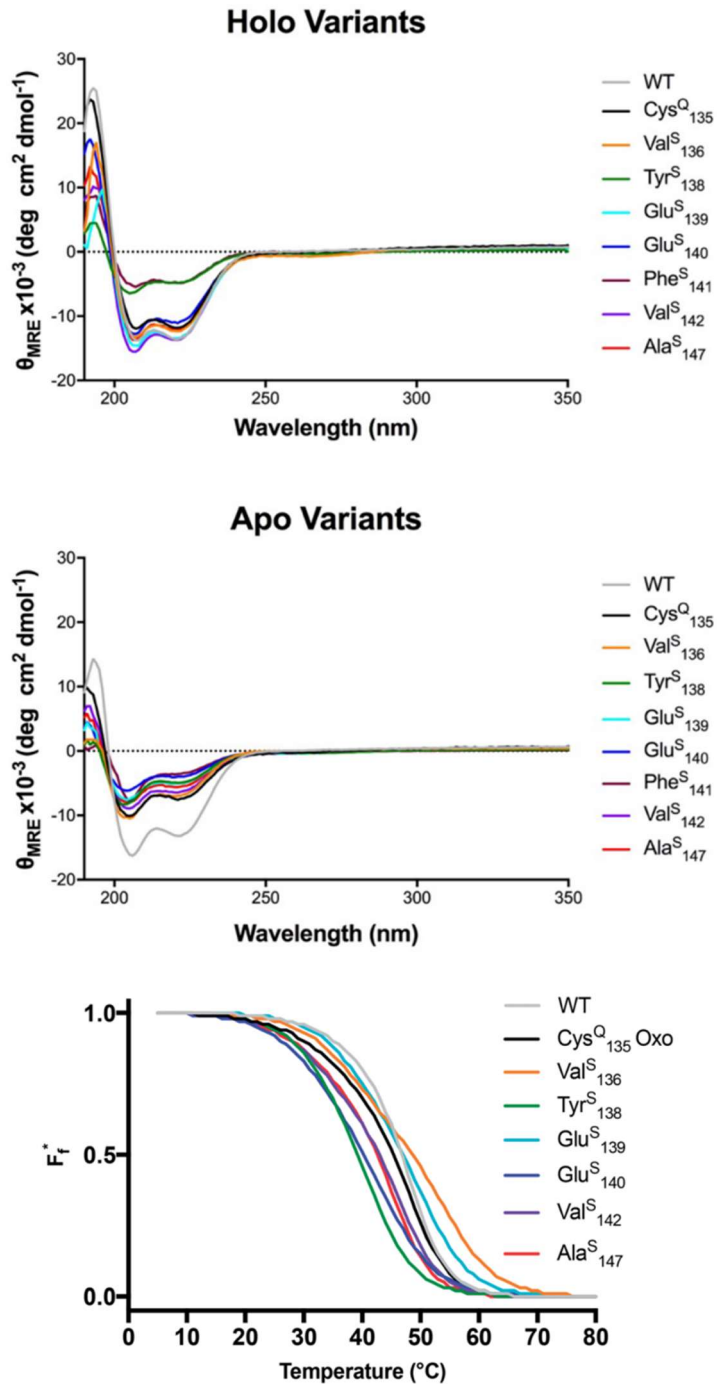 Holo Variants
30
20
10
0
-10
-20
200
250
300
350
θMRE x10-3 (deg cm2 dmol-1)
Wavelength (nm)
WT
CysQ135
ValS136
TyrS138
GluS139
GluS140
PheS141
ValS142
AlaS147
Apo Variants
30
20
10
0
-10
-20
200
250
300
350
θMRE x10-3 (deg cm2 dmol-1)
Wavelength (nm)
WT
CysQ135
ValS136
TyrS138
GluS139
GluS140
PheS141
ValS142
AlaS147
1.0
0.5
0.0
Ff*
0
10
20
30
40
50
60
70
80
Temperature (°C)
WT
CysQ135 Oxo
ValS136
TyrS138
GluS139
GluS140
ValS142
AlaS147